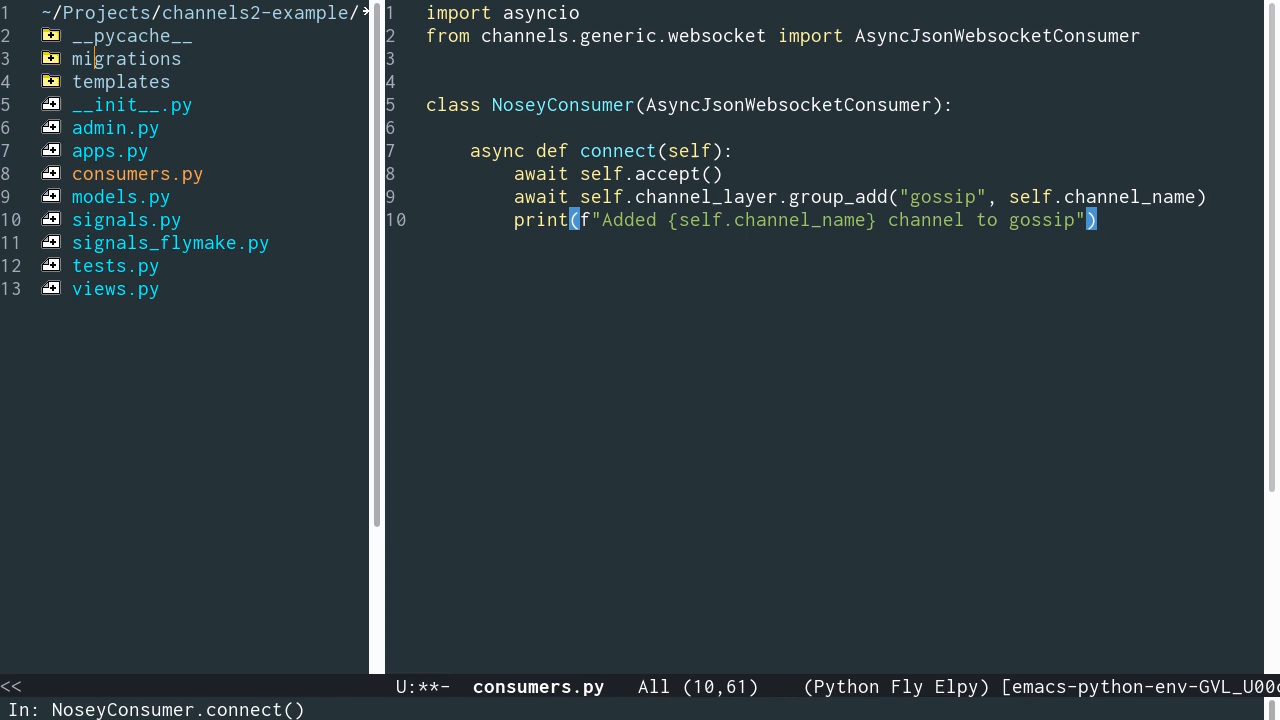 1 ~/Projects/channels2-example/
2 __pycache__
3 migrations
4 templates
5 __init__.py
6 admin.py
7 apps.py
8 consumers.py
9 models.py
10 signals.py
11 signals_flymake.py
12 tests.py
13 views.py
<<
1 import asyncio
2 from channels.generic.websocket import AsyncJsonWebsocketConsumer
3
4
5 class NoseyConsumer(AsyncJsonWebsocketConsumer):
6
7     async def connect(self):
8         await self.accept()
9         await self.channel_layer.group_add("gossip", self.channel_name)
10         print(f"Added {self.channel_name} channel to gossip")
U:**- consumers.py All (10,61) (Python Fly Elpy) [emacs-python-env-GVL_U00
In: NoseyConsumer.connect()